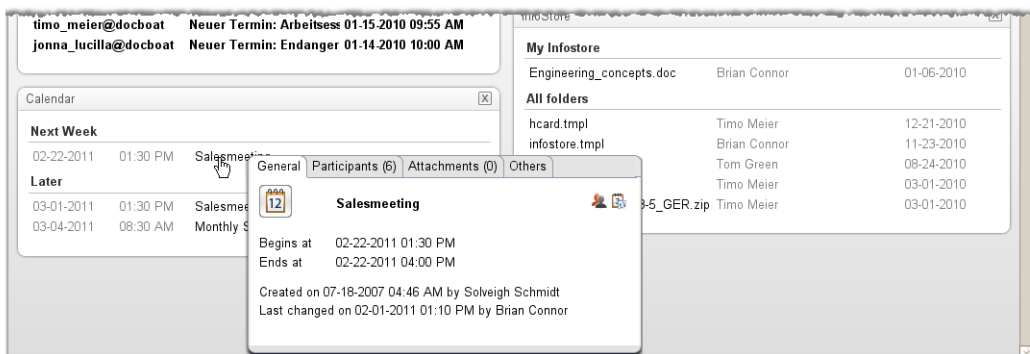 timo_meier@docboat Neuer Termin: Arbeitsess 01-15-2010 09:55 AM
jonna_lucilla@docboat Neuer Termin: Endanger 01-14-2010 10:00 AM
Calendar
Next Week
02-22-2011 01:30 PM Salesmeeting
Later
03-01-2011 01:30 PM Salesmee
03-04-2011 08:30 AM Monthly S
General Participants (6) Attachments (0) Others
12 Salesmeeting
Begins at 02-22-2011 01:30 PM
Ends at 02-22-2011 04:00 PM
Created on 07-18-2007 04:46 AM by Solveigh Schmidt
Last changed on 02-01-2011 01:10 PM by Brian Connor
InfoStore
My Infostore
Engineering_concepts.doc Brian Connor 01-06-2010
All folders
hcard.tmpl Timo Meier 12-21-2010
infostore.tmpl Brian Connor 11-23-2010
Tom Green 08-24-2010
Timo Meier 03-01-2010
-5_GER.zip Timo Meier 03-01-2010